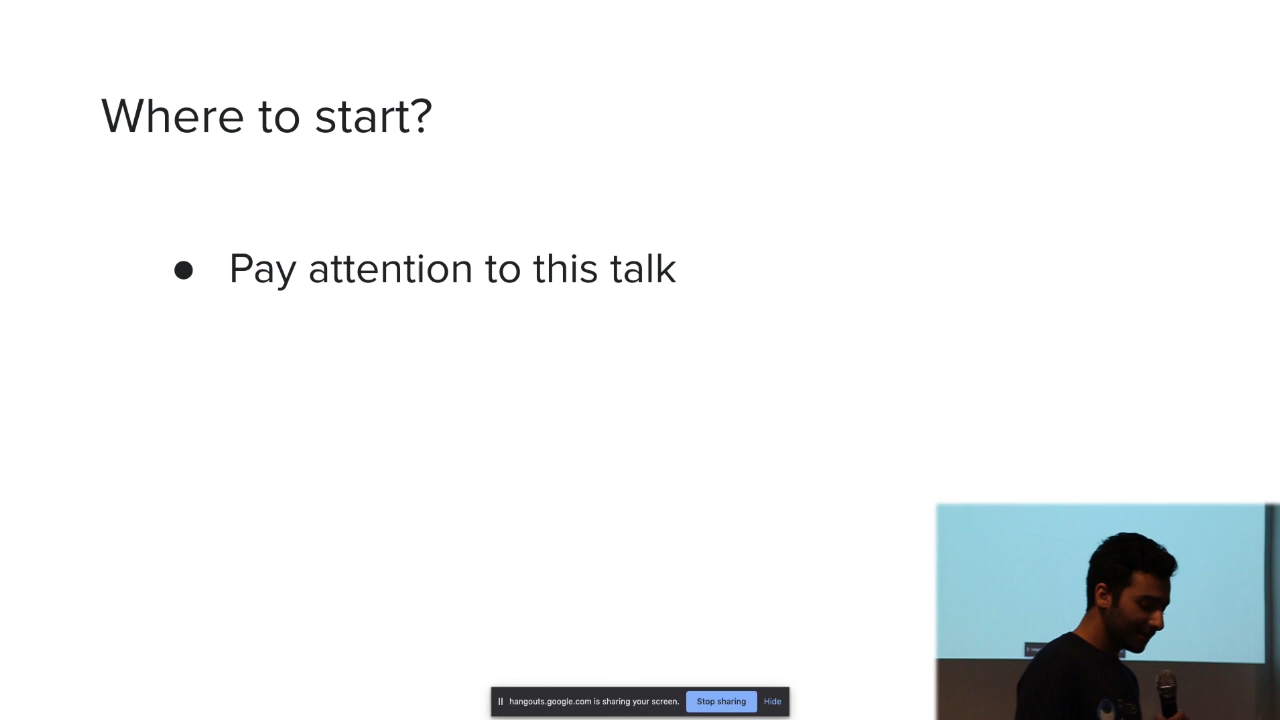 Where to start?
● Pay attention to this talk
hangouts.google.com is sharing your screen. Stop sharing Hide